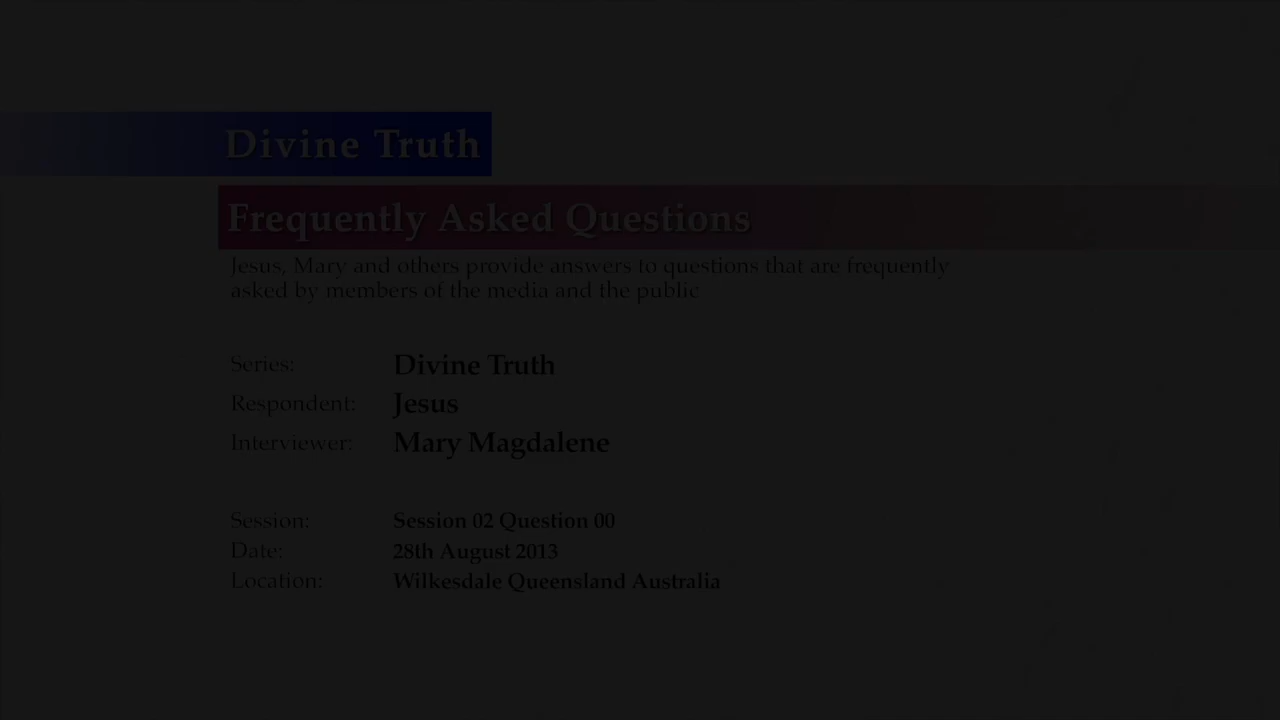 Divine Truth
Frequently Asked Questions
Jesus, Mary and others provide answers to questions that are frequently
asked by members of the media and the public
Series: Divine Truth
Respondent: Jesus
Interviewer: Mary Magdalene
Session: Session 02 Question 00
Date: 28th August 2013
Location: Wilkesdale Queensland Australia